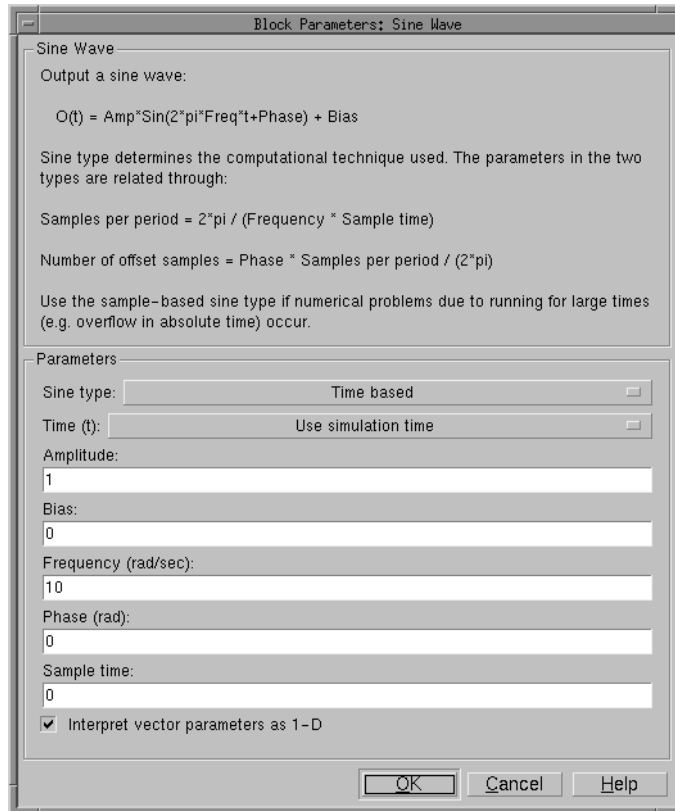 Block Parameters: Sine Wave
Sine Wave
Output a sine wave:
O(t) = Amp*Sin(2*pi*Freq*t+Phase) + Bias
Sine type determines the computational technique used. The parameters in the two
types are related through:
Samples per period = 2*pi / (Frequency * Sample time)
Number of offset samples = Phase * Samples per period / (2*pi)
Use the sample-based sine type if numerical problems due to running for large times
(e.g. overflow in absolute time) occur.
Parameters
Sine type: Time based
Time (t): Use simulation time
Amplitude:
1
Bias:
0
Frequency (rad/sec):
10
Phase (rad):
0
Sample time:
0
Interpret vector parameters as 1-D
OK Cancel Help